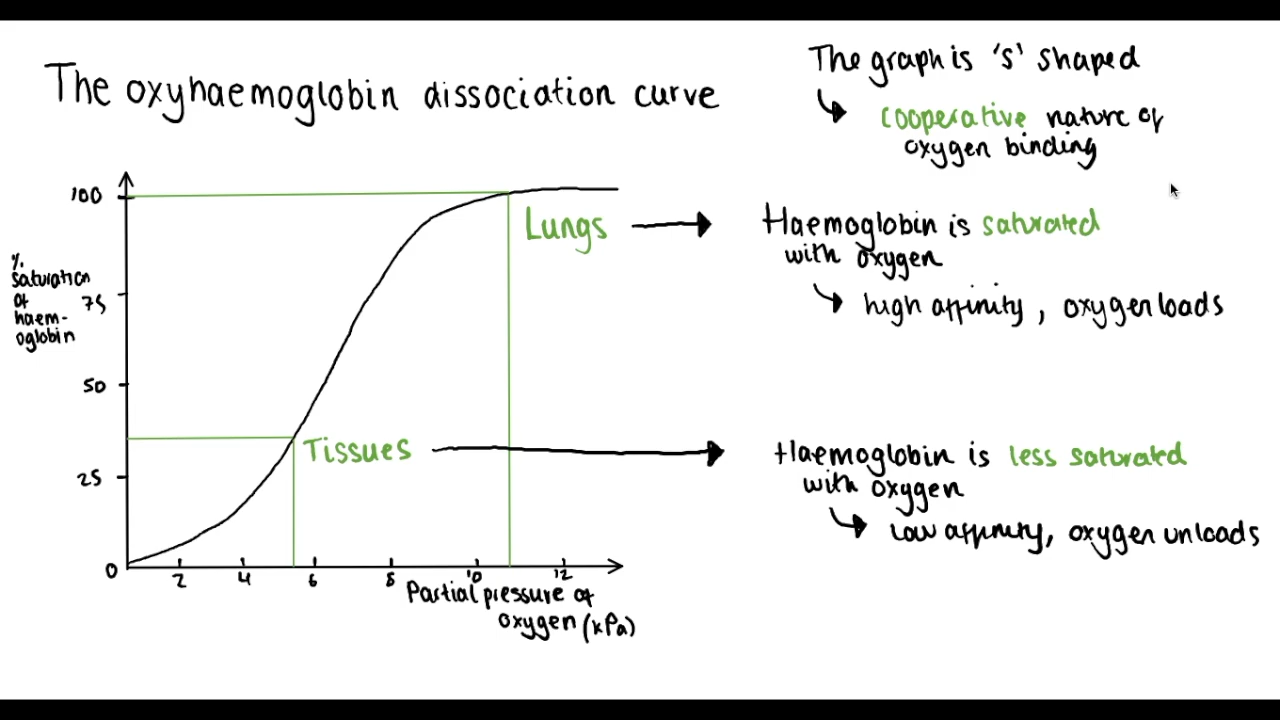 The oxyhaemoglobin dissociation curve
The graph is 's' shaped
cooperative nature of
oxygen binding
% saturation of haem-oglobin
100
75
50
25
0
2 4 6 8 10 12
Partial pressure of
oxygen (kPa)
Lungs
Haemoglobin is saturated
with oxygen
high affinity, oxygen loads
Tissues
Haemoglobin is less saturated
with oxygen
low affinity, oxygen unloads